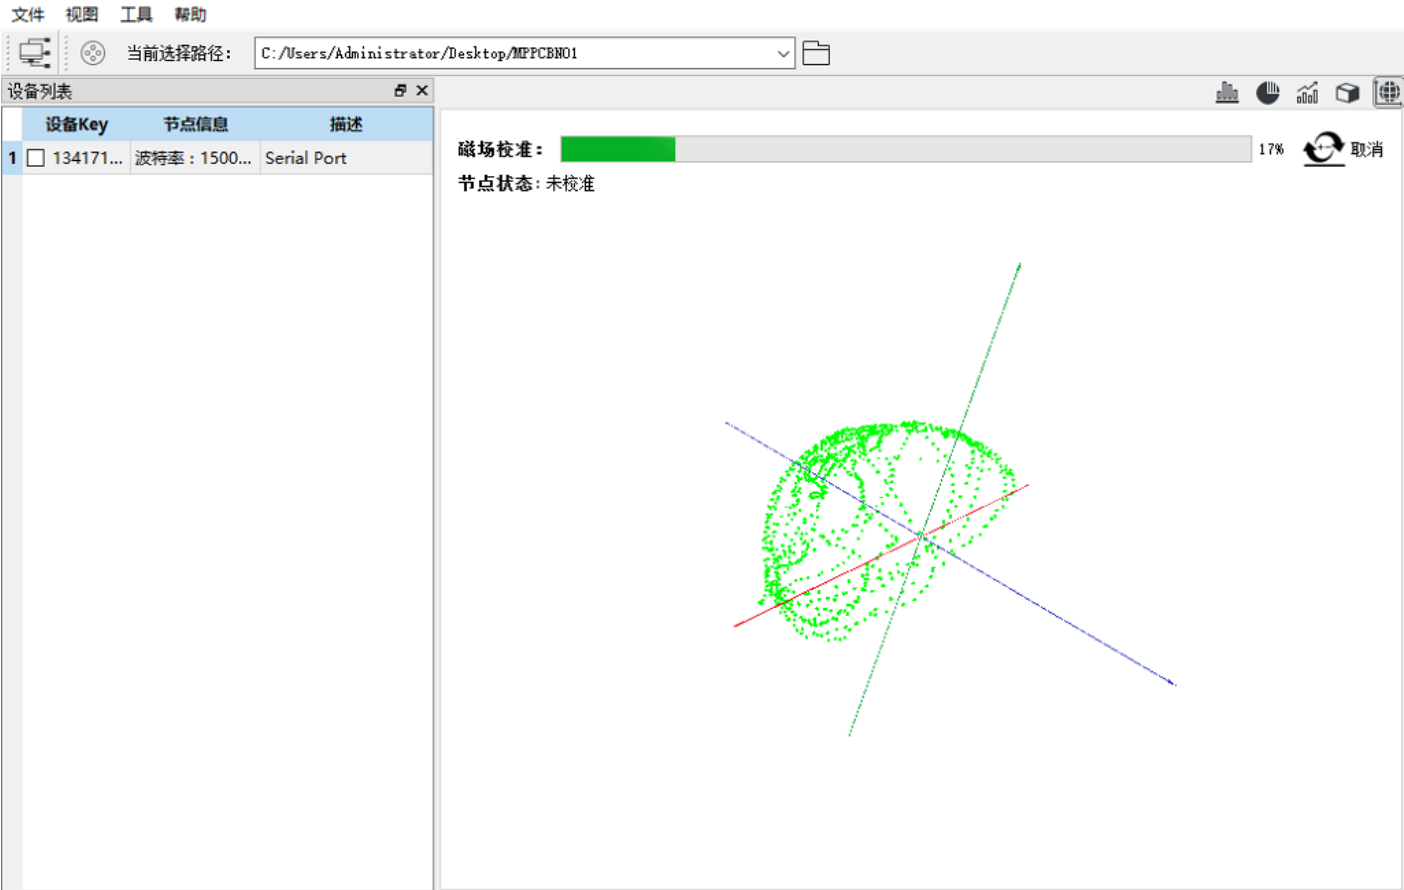 文件 视图 工具 帮助
当前选择路径: C:/Users/Administrator/Desktop/MPPCBNO1
设备列表
设备Key 节点信息 描述
1 134171... 波特率:1500... Serial Port
磁场校准: 17% 取消
节点状态:未校准